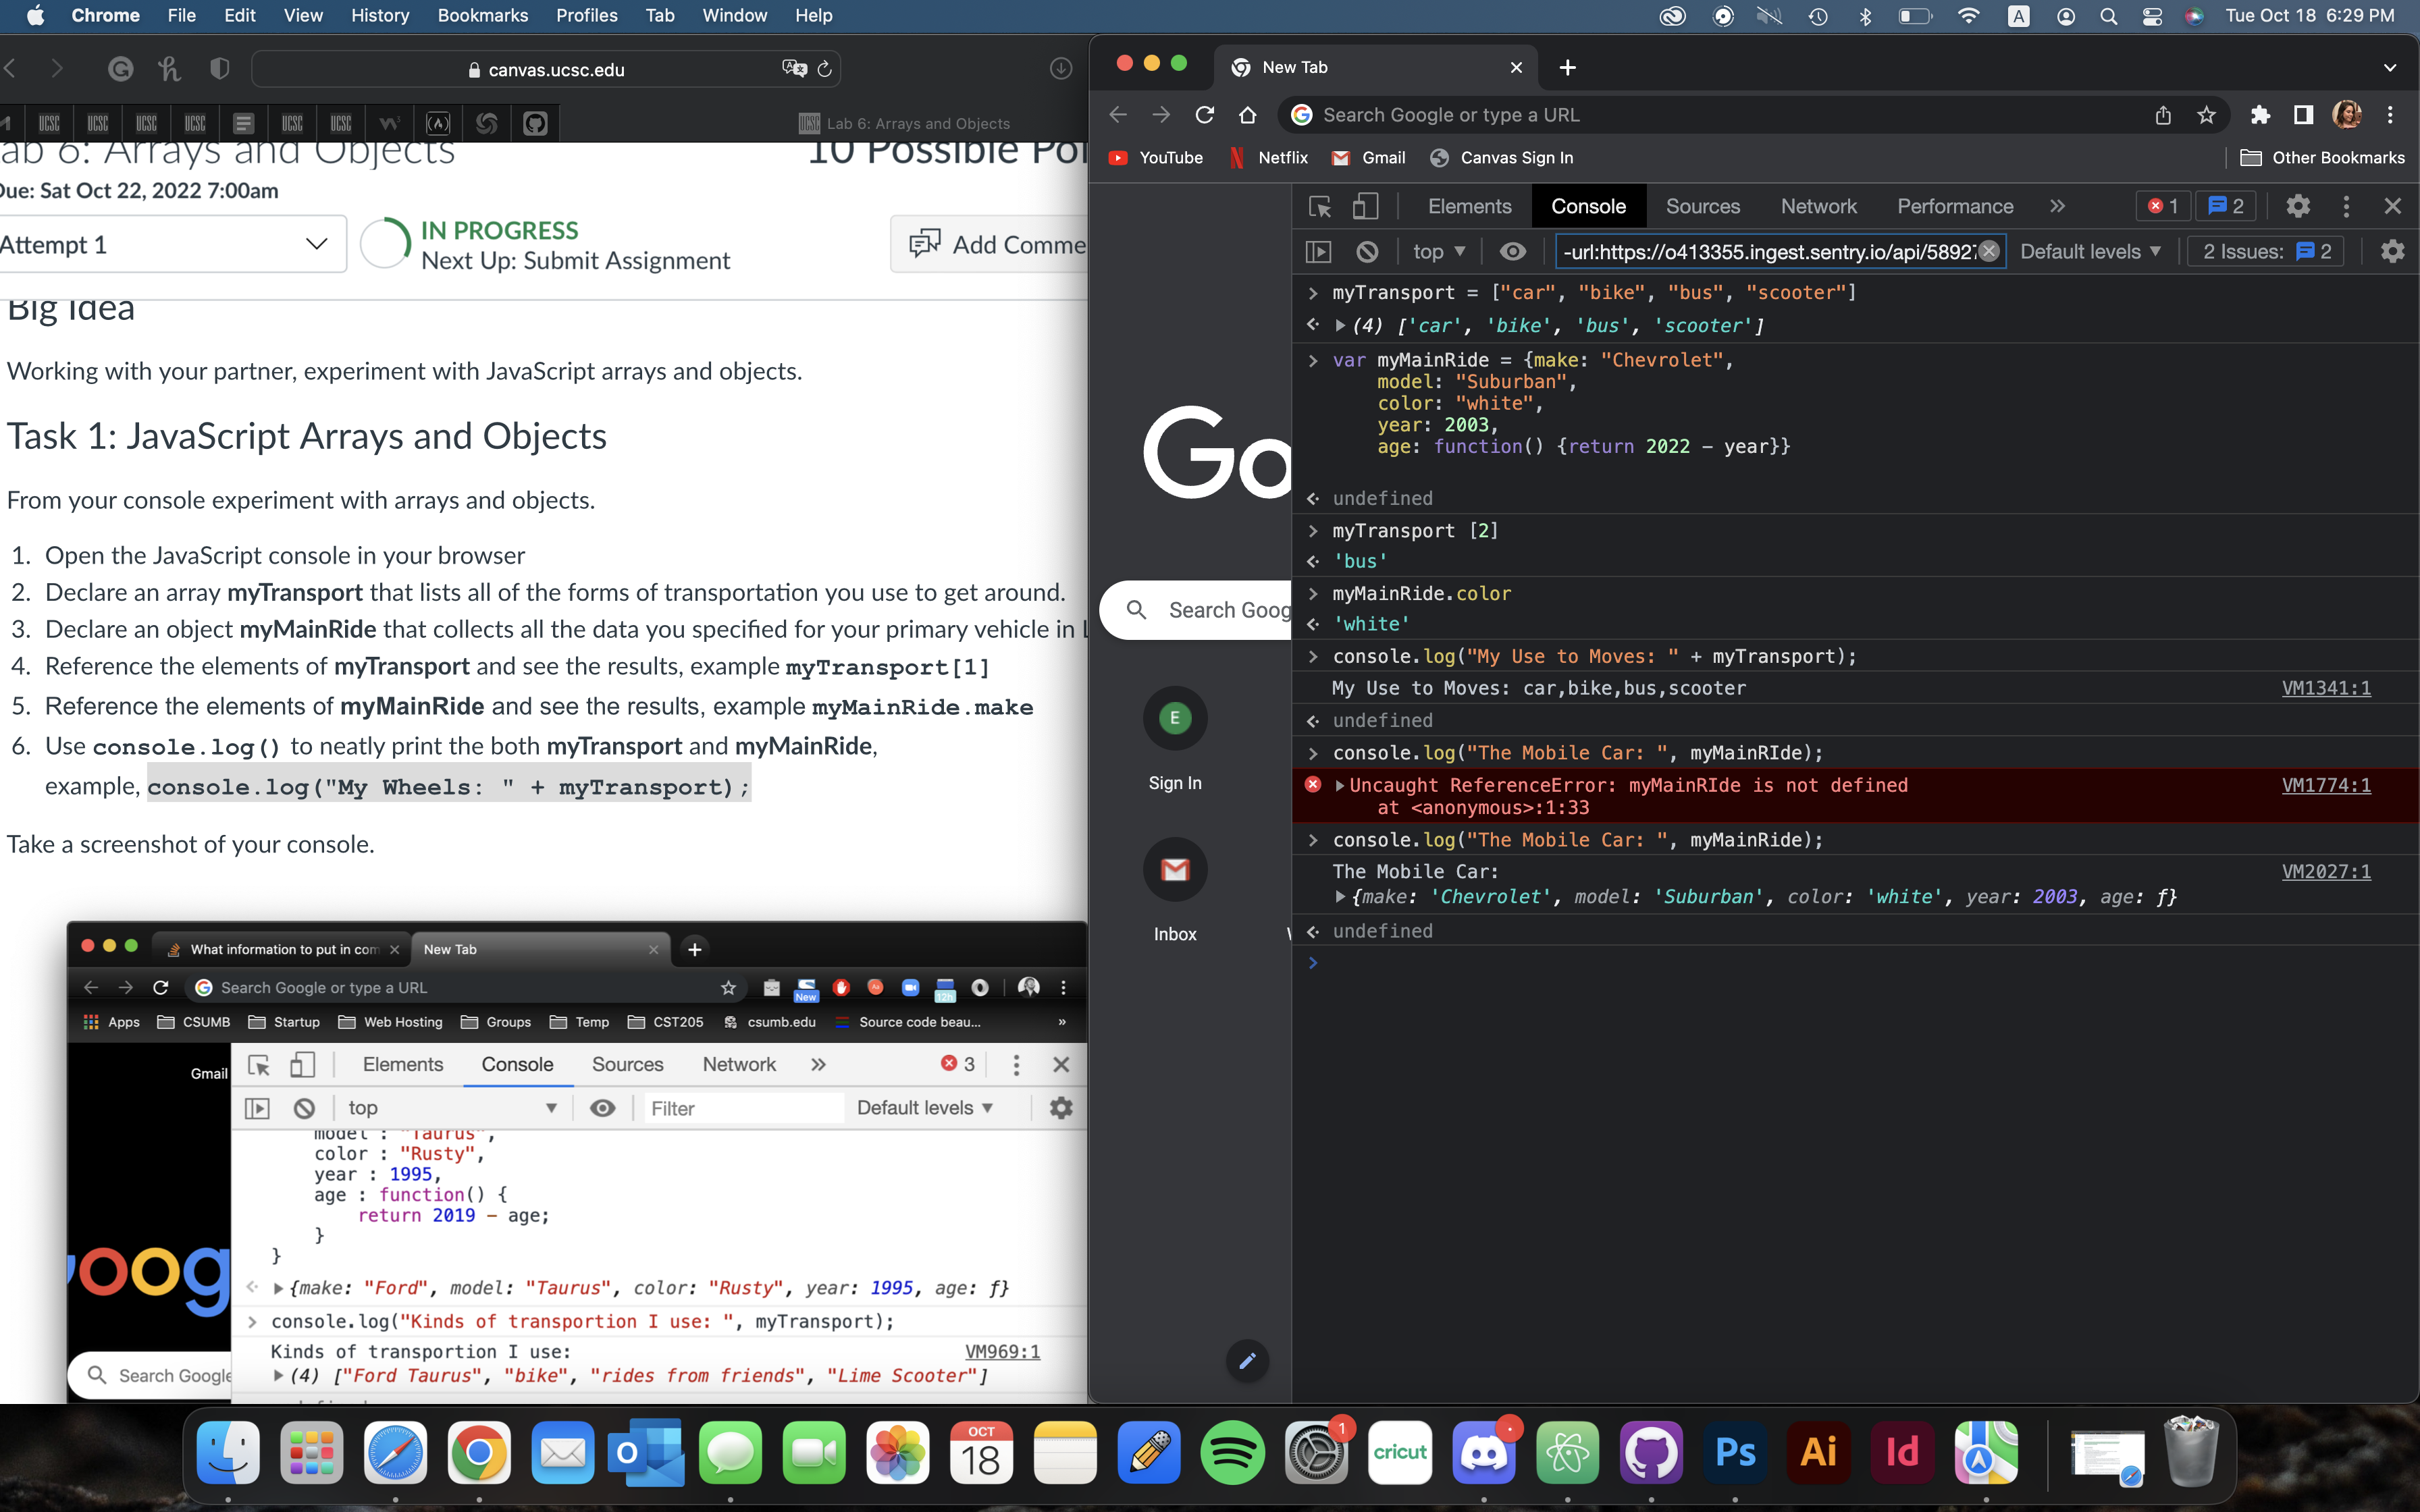 Chrome File Edit View History Bookmarks Profiles Tab Window Help
A
Tue Oct 18 6:29 PM
canvas.ucsc.edu
UCSC UCSC UCSC UCSC UCSC UCSC
UCSC Lab 6: Arrays and Objects
ab 6: Arrays and Objects
10 Possible Poi
Due: Sat Oct 22, 2022 7:00am
Attempt 1
IN PROGRESS
Next Up: Submit Assignment
Add Comme
Big Idea
Working with your partner, experiment with JavaScript arrays and objects.
Task 1: JavaScript Arrays and Objects
From your console experiment with arrays and objects.
1. Open the JavaScript console in your browser
2. Declare an array myTransport that lists all of the forms of transportation you use to get around.
3. Declare an object myMainRide that collects all the data you specified for your primary vehicle in L
4. Reference the elements of myTransport and see the results, example myTransport[1]
5. Reference the elements of myMainRide and see the results, example myMainRide.make
6. Use console.log() to neatly print the both myTransport and myMainRide,
example, console.log("My Wheels: " + myTransport);
Take a screenshot of your console.
What information to put in com
New Tab
Search Google or type a URL
New
12h
Apps CSUMB Startup Web Hosting Groups Temp CST205 csumb.edu Source code beau... »
Gmail
Elements Console Sources Network » 3
top
Filter
Default levels ▼
model : "Taurus",
color : "Rusty",
year : 1995,
age : function() {
return 2019 - age;
}
}
{make: "Ford", model: "Taurus", color: "Rusty", year: 1995, age: ƒ}
> console.log("Kinds of transportion I use: ", myTransport);
Kinds of transportion I use:
VM969:1
(4) ["Ford Taurus", "bike", "rides from friends", "Lime Scooter"]
oog
Search Google
New Tab
Search Google or type a URL
YouTube Netflix Gmail Canvas Sign In
Other Bookmarks
Go
Search Goog
E
Sign In
Inbox
Elements Console Sources Network Performance » 1 2
top ▼
-url:https://o413355.ingest.sentry.io/api/5892
Default levels ▼
2 Issues: 2
> myTransport = ["car", "bike", "bus", "scooter"]
(4) ['car', 'bike', 'bus', 'scooter']
> var myMainRide = {make: "Chevrolet",
model: "Suburban",
color: "white",
year: 2003,
age: function() {return 2022 - year}}
undefined
> myTransport [2]
'bus'
> myMainRide.color
'white'
> console.log("My Use to Moves: " + myTransport);
My Use to Moves: car,bike,bus,scooter
VM1341:1
undefined
> console.log("The Mobile Car: ", myMainRIde);
Uncaught ReferenceError: myMainRIde is not defined
VM1774:1
at <anonymous>:1:33
> console.log("The Mobile Car: ", myMainRide);
The Mobile Car:
VM2027:1
{make: 'Chevrolet', model: 'Suburban', color: 'white', year: 2003, age: ƒ}
undefined
>
OCT
18
1
cricut
Ps
Ai
Id